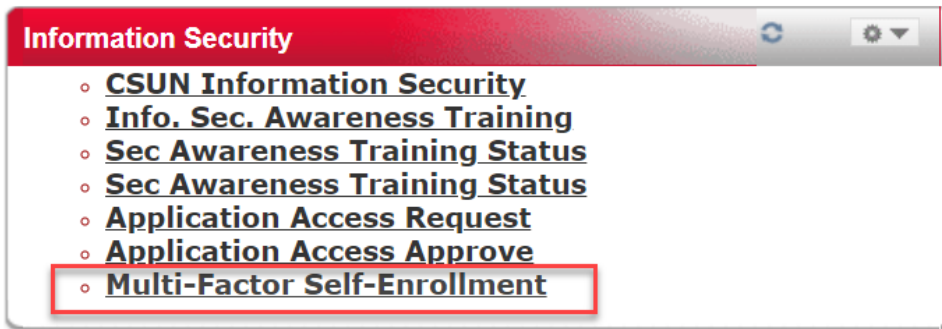 Information Security
CSUN Information Security
Info. Sec. Awareness Training
Sec Awareness Training Status
Sec Awareness Training Status
Application Access Request
Application Access Approve
Multi-Factor Self-Enrollment